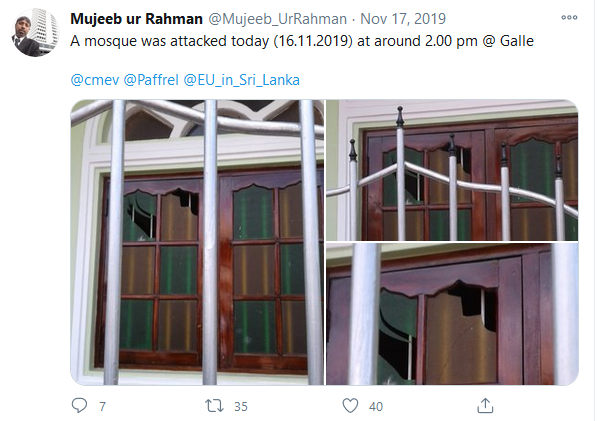 Mujeeb ur Rahman @Mujeeb_UrRahman · Nov 17, 2019
A mosque was attacked today (16.11.2019) at around 2.00 pm @ Galle
@cmev @Paffrel @EU_in_Sri_Lanka
7 35 40